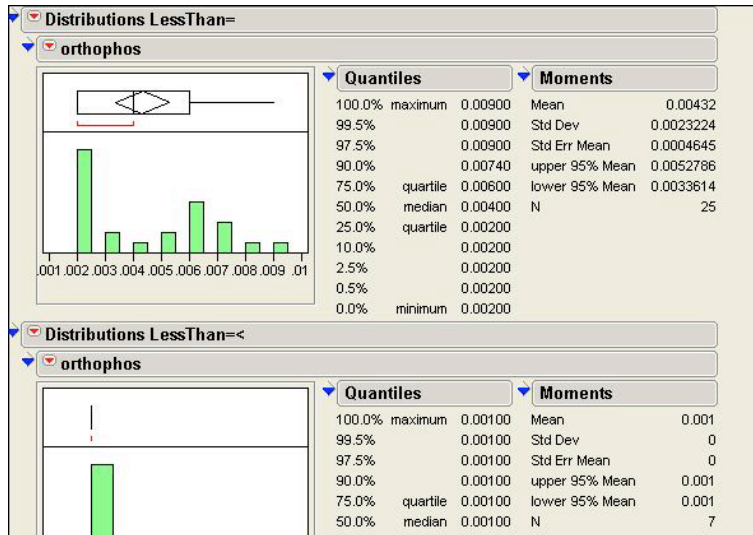 Distributions LessThan=
orthophos
.001.002.003.004.005.006.007.008.009 .01
Quantiles
100.0% maximum 0.00900
99.5% 0.00900
97.5% 0.00900
90.0% 0.00740
75.0% quartile 0.00600
50.0% median 0.00400
25.0% quartile 0.00200
10.0% 0.00200
2.5% 0.00200
0.5% 0.00200
0.0% minimum 0.00200
Moments
Mean 0.00432
Std Dev 0.0023224
Std Err Mean 0.0004645
upper 95% Mean 0.0052786
lower 95% Mean 0.0033614
N 25
Distributions LessThan=<
orthophos
Quantiles
100.0% maximum 0.00100
99.5% 0.00100
97.5% 0.00100
90.0% 0.00100
75.0% quartile 0.00100
50.0% median 0.00100
Moments
Mean 0.001
Std Dev 0
Std Err Mean 0
upper 95% Mean 0.001
lower 95% Mean 0.001
N 7